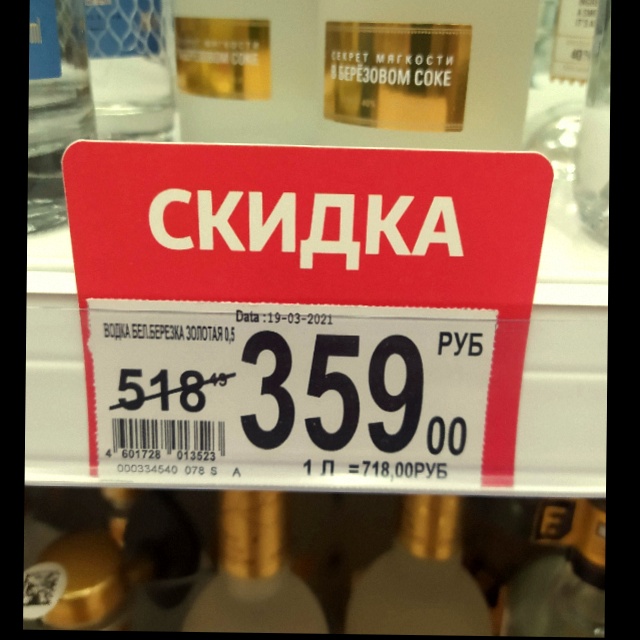 СЕКРЕТ МЯГКОСТИ
В БЕРЁЗОВОМ СОКЕ
40%
СКИДКА
Data :19-03-2021
ВОДКА БЕЛ.БЕРЕЗКА ЗОЛОТАЯ 0,5
518
359 00 РУБ
4 601728 013523
000334540 078 S A
1 Л =718,00РУБ